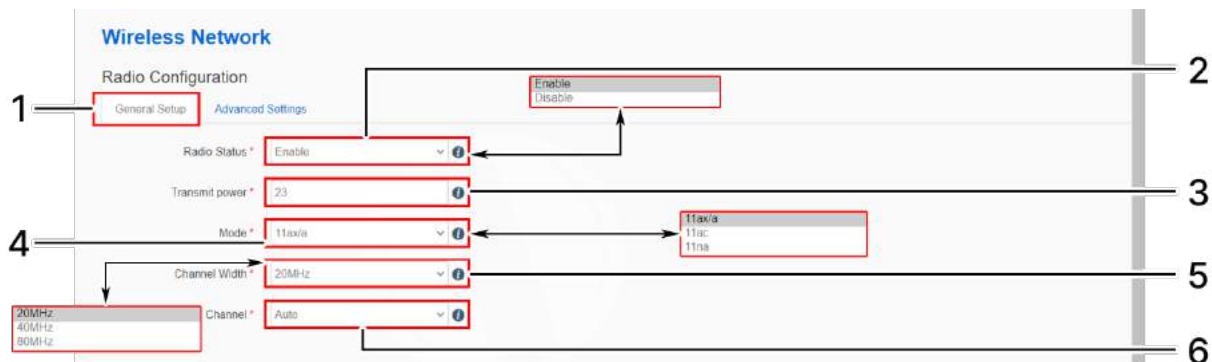 Wireless Network
Radio Configuration
General Setup
Advanced Settings
Enable
Disable
Radio Status * Enable
Transmit power * 23
Mode * 11ax/a
11ax/a
11ac
11na
Channel Width * 20MHz
20MHz
40MHz
80MHz
Channel * Auto
1
2
3
4
5
6